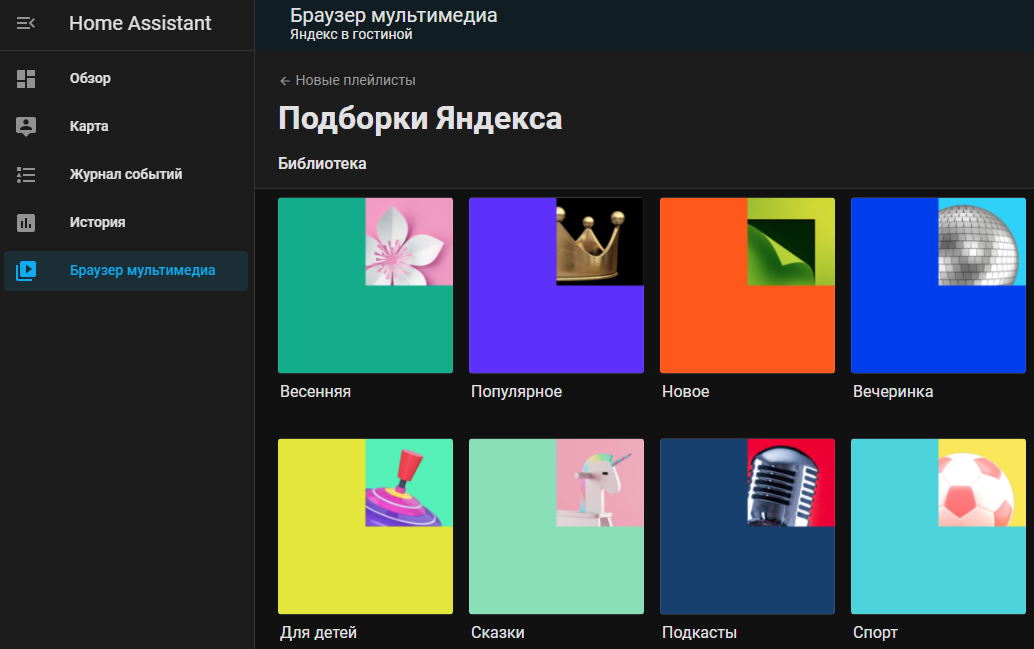 Home Assistant
Обзор
Карта
Журнал событий
История
Браузер мультимедиа
Браузер мультимедиа
Яндекс в гостиной
Новые плейлисты
Подборки Яндекса
Библиотека
Весенняя
Популярное
Новое
Вечеринка
Для детей
Сказки
Подкасты
Спорт